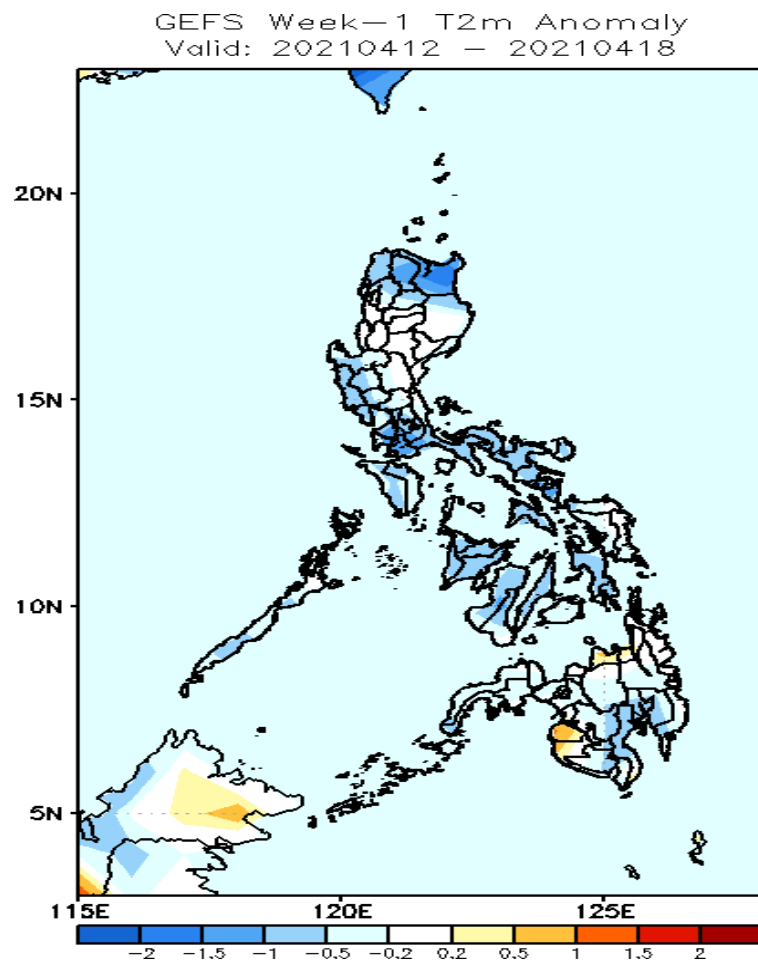 GEFS Week-1 T2m Anomaly
Valid: 20210412 - 20210418
20N
15N
10N
5N
115E 120E 125E
-2 -1.5 -1 -0.5 -0.2 0.2 0.5 1 1.5 2